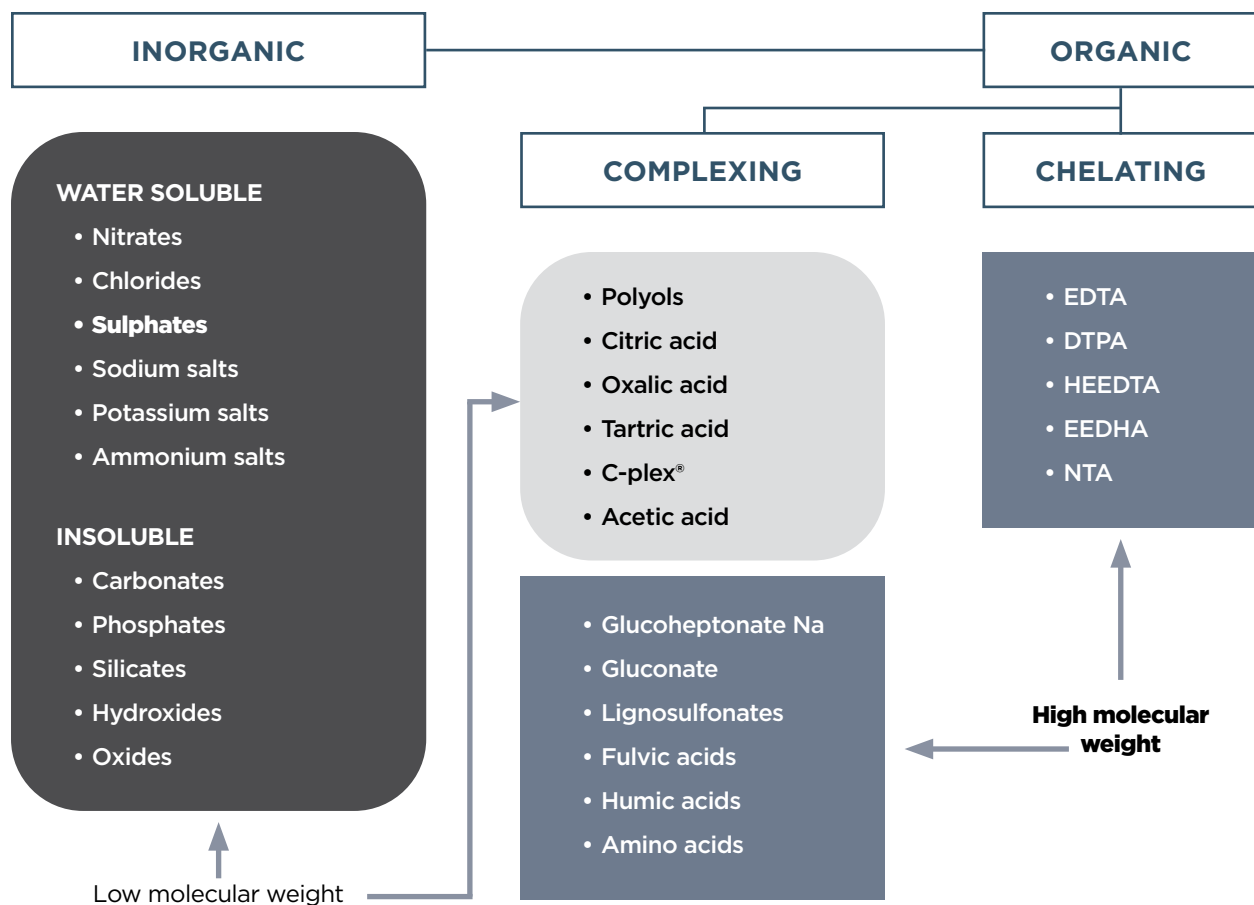 INORGANIC
ORGANIC
COMPLEXING
CHELATING
WATER SOLUBLE
• Nitrates
• Chlorides
• Sulphates
• Sodium salts
• Potassium salts
• Ammonium salts
INSOLUBLE
• Carbonates
• Phosphates
• Silicates
• Hydroxides
• Oxides
• Polyols
• Citric acid
• Oxalic acid
• Tartric acid
• C-plex®
• Acetic acid
• Glucoheptonate Na
• Gluconate
• Lignosulfonates
• Fulvic acids
• Humic acids
• Amino acids
• EDTA
• DTPA
• HEEDTA
• EEDHA
• NTA
High molecular
weight
Low molecular weight